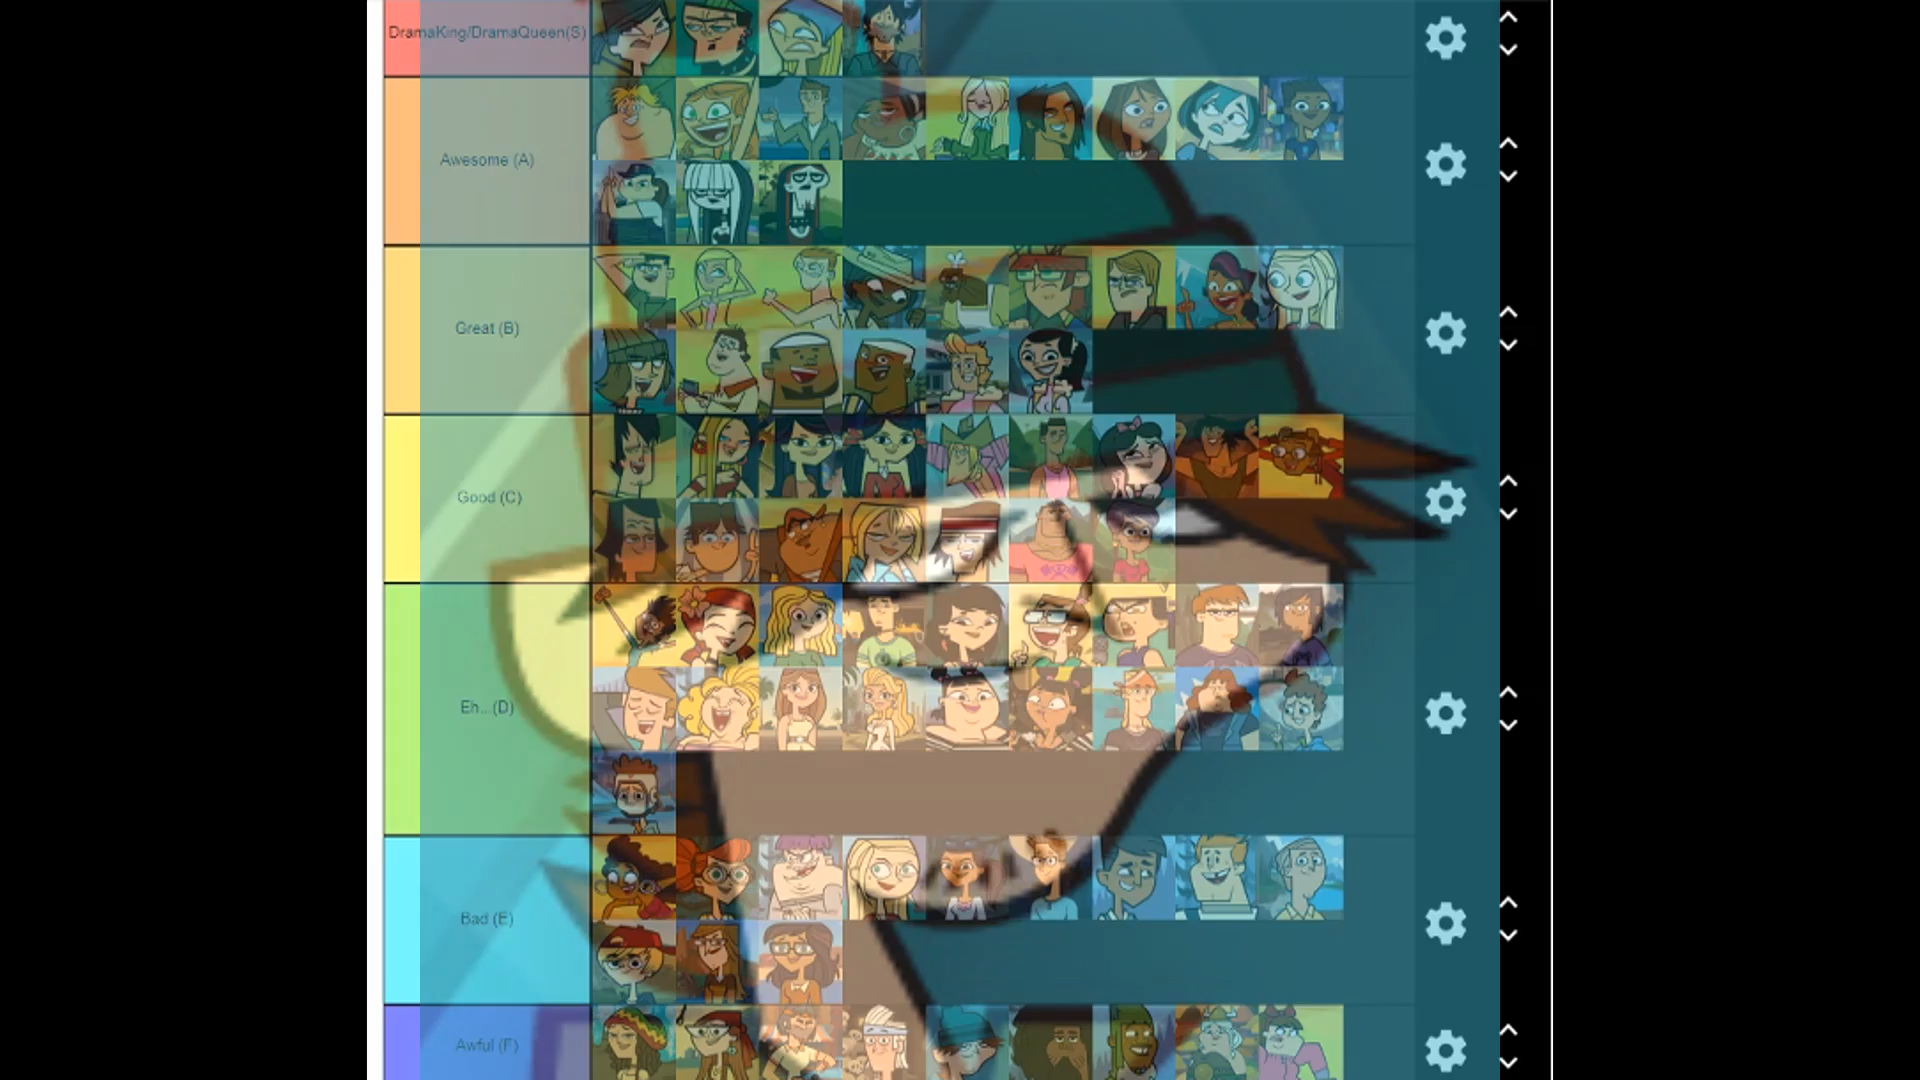 DramaKing/DramaQueen(S)
Awesome (A)
Great (B)
Good (C)
Eh...(D)
Bad (E)
Awful (F)